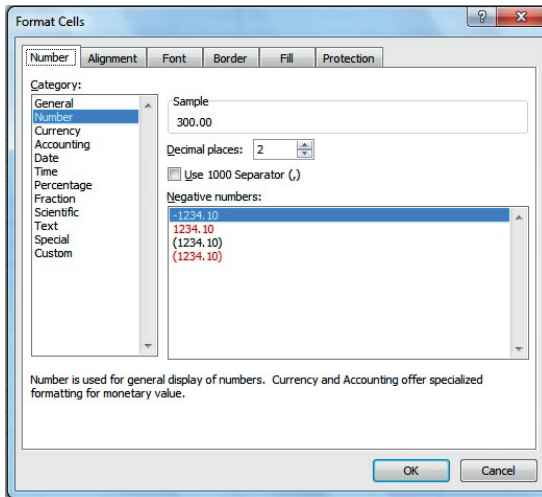 Format Cells
Number Alignment Font Border Fill Protection
Category:
General
Number
Currency
Accounting
Date
Time
Percentage
Fraction
Scientific
Text
Special
Custom
Sample
300.00
Decimal places: 2
Use 1000 Separator (,)
Negative numbers:
-1234.10
1234.10
(1234.10)
(1234.10)
Number is used for general display of numbers. Currency and Accounting offer specialized
formatting for monetary value.
OK Cancel